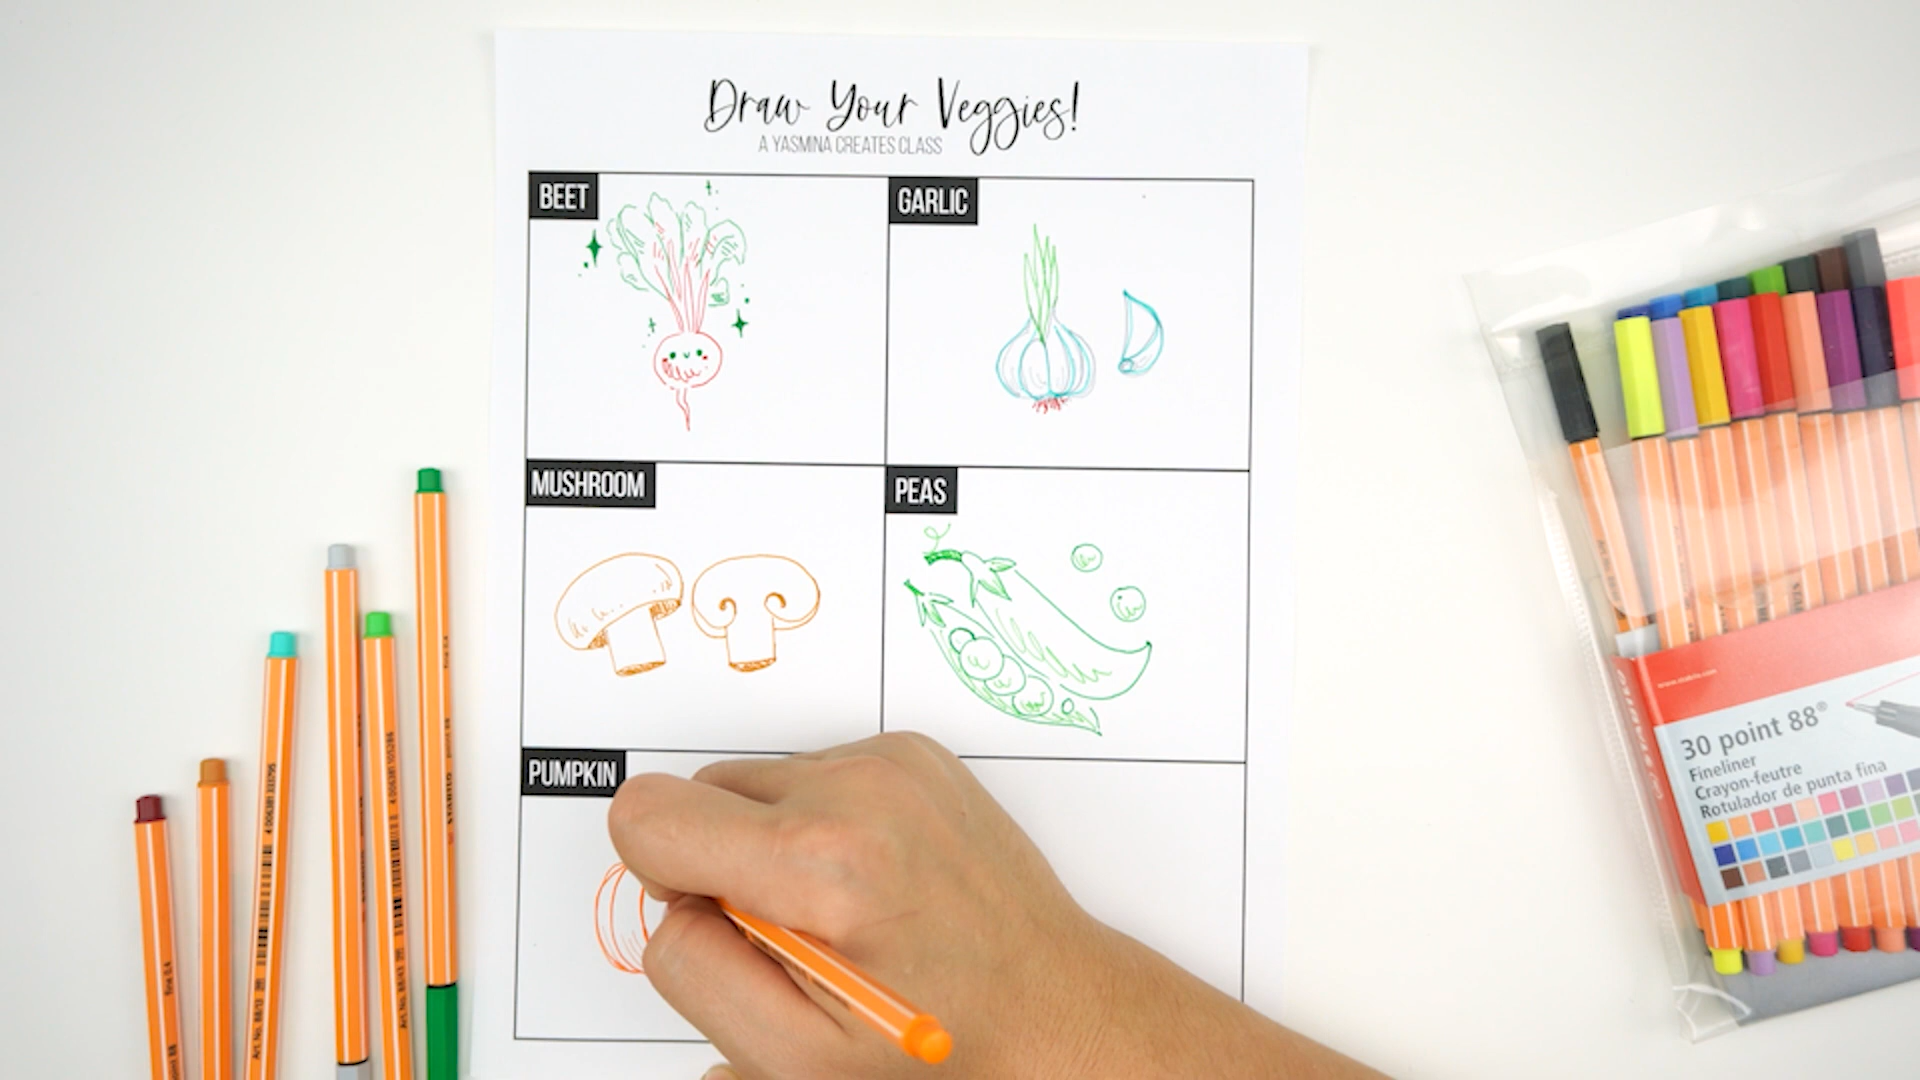 Draw Your Veggies!
A YASMINA CREATES CLASS
BEET
GARLIC
MUSHROOM
PEAS
PUMPKIN
30 point 88®
Fineliner
Crayon-feutre
Rotulador de punta fina